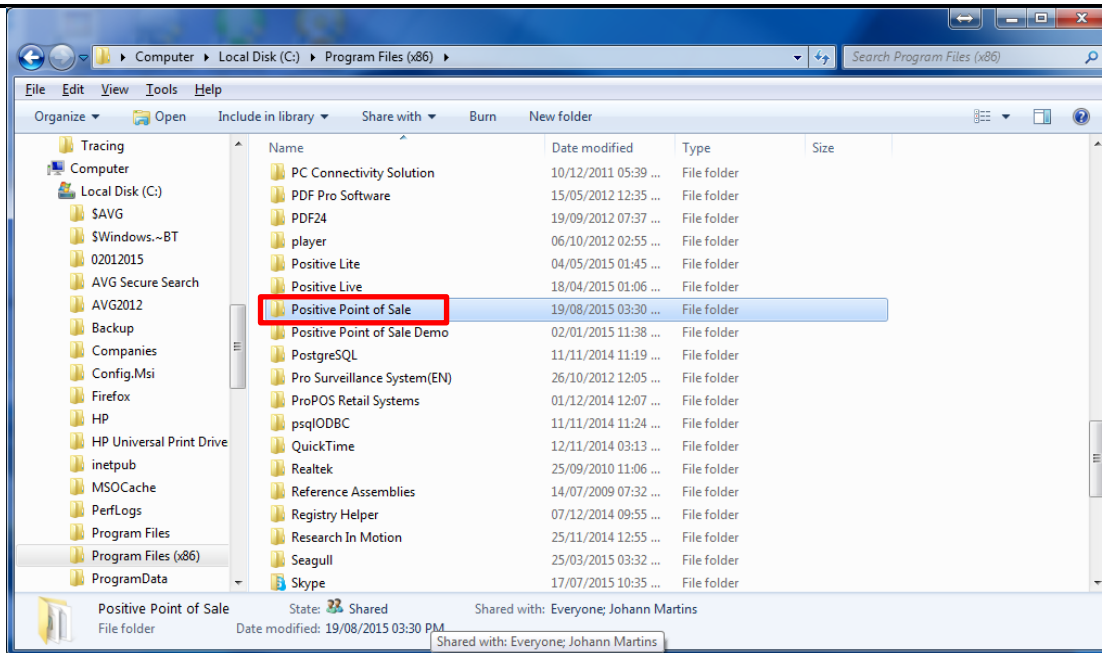 Computer Local Disk (C:) Program Files (x86) Search Program Files (x86)
File Edit View Tools Help
Organize Open Include in library Share with Burn New folder
Tracing
Computer
Local Disk (C:)
$AVG
$Windows.~BT
02012015
AVG Secure Search
AVG2012
Backup
Companies
Config.Msi
Firefox
HP
HP Universal Print Drive
inetpub
MSOCache
PerfLogs
Program Files
Program Files (x86)
ProgramData
Name Date modified Type Size
PC Connectivity Solution 10/12/2011 05:39 ... File folder
PDF Pro Software 15/05/2012 12:35 ... File folder
PDF24 19/09/2012 07:37 ... File folder
player 06/10/2012 02:55 ... File folder
Positive Lite 04/05/2015 01:45 ... File folder
Positive Live 18/04/2015 01:06 ... File folder
Positive Point of Sale 19/08/2015 03:30 ... File folder
Positive Point of Sale Demo 02/01/2015 11:38 ... File folder
PostgreSQL 11/11/2014 11:19 ... File folder
Pro Surveillance System(EN) 26/10/2012 12:05 ... File folder
ProPOS Retail Systems 01/12/2014 12:07 ... File folder
psqlODBC 11/11/2014 11:24 ... File folder
QuickTime 12/11/2014 03:13 ... File folder
Realtek 25/09/2010 11:06 ... File folder
Reference Assemblies 14/07/2009 07:32 ... File folder
Registry Helper 07/12/2014 09:55 ... File folder
Research In Motion 25/11/2014 12:55 ... File folder
Seagull 25/03/2015 03:32 ... File folder
Skype 17/07/2015 10:35 ... File folder
Positive Point of Sale State: Shared Shared with: Everyone; Johann Martins
File folder Date modified: 19/08/2015 03:30 PM
Shared with: Everyone; Johann Martins